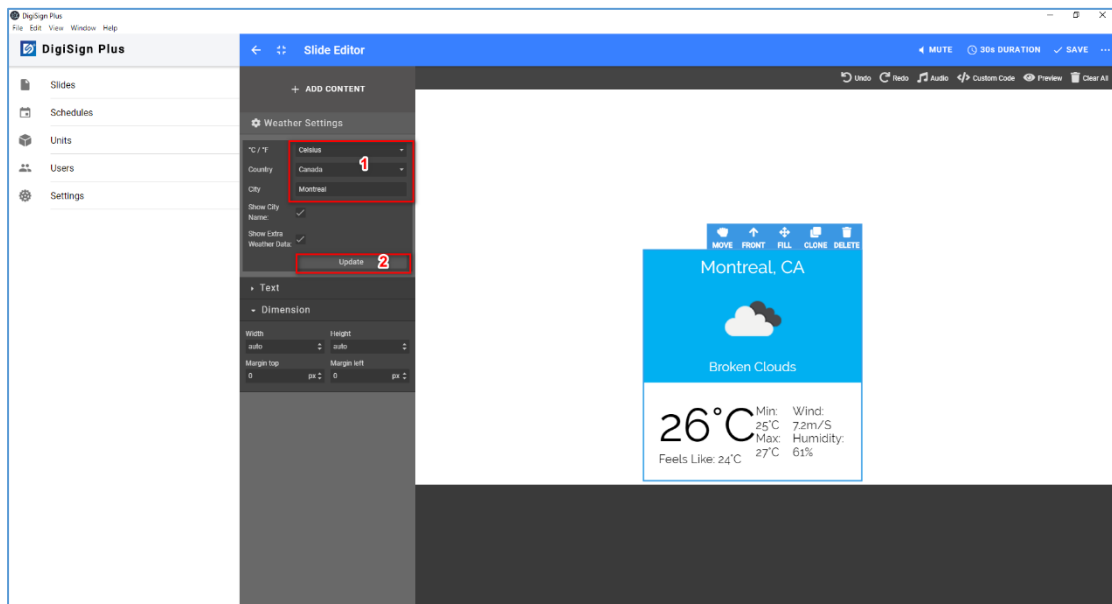 DigiSign Plus
File Edit View Window Help
DigiSign Plus
Slide Editor
MUTE 30s DURATION SAVE ...
Slides
Schedules
Units
Users
Settings
+ ADD CONTENT
Undo Redo Audio </> Custom Code Preview Clear All
Weather Settings
°C / °F Celsius
Country Canada
1
City Montreal
Show City
Name:
Show Extra
Weather Data:
Update 2
Text
Dimension
Width Height
auto auto
Margin top Margin left
0 px 0 px
MOVE FRONT FILL CLONE DELETE
Montreal, CA
Broken Clouds
26°C
Feels Like: 24°C
Min:
25°C
Max:
27°C
Wind:
7.2m/S
Humidity:
61%